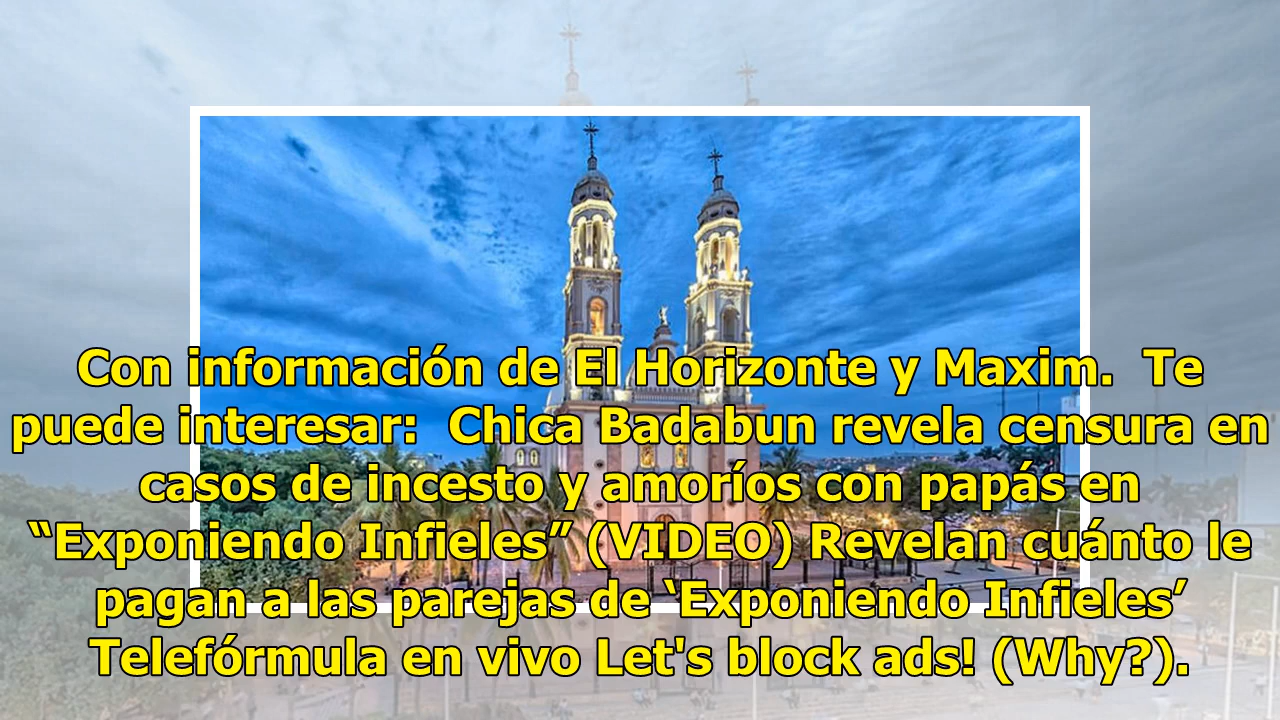 Con información de El Horizonte y Maxim.  Te
puede interesar:  Chica Badabun revela censura en
casos de incesto y amoríos con papás en
“Exponiendo Infieles” (VIDEO) Revelan cuánto le
pagan a las parejas de ‘Exponiendo Infieles’
Telefórmula en vivo Let's block ads! (Why?).